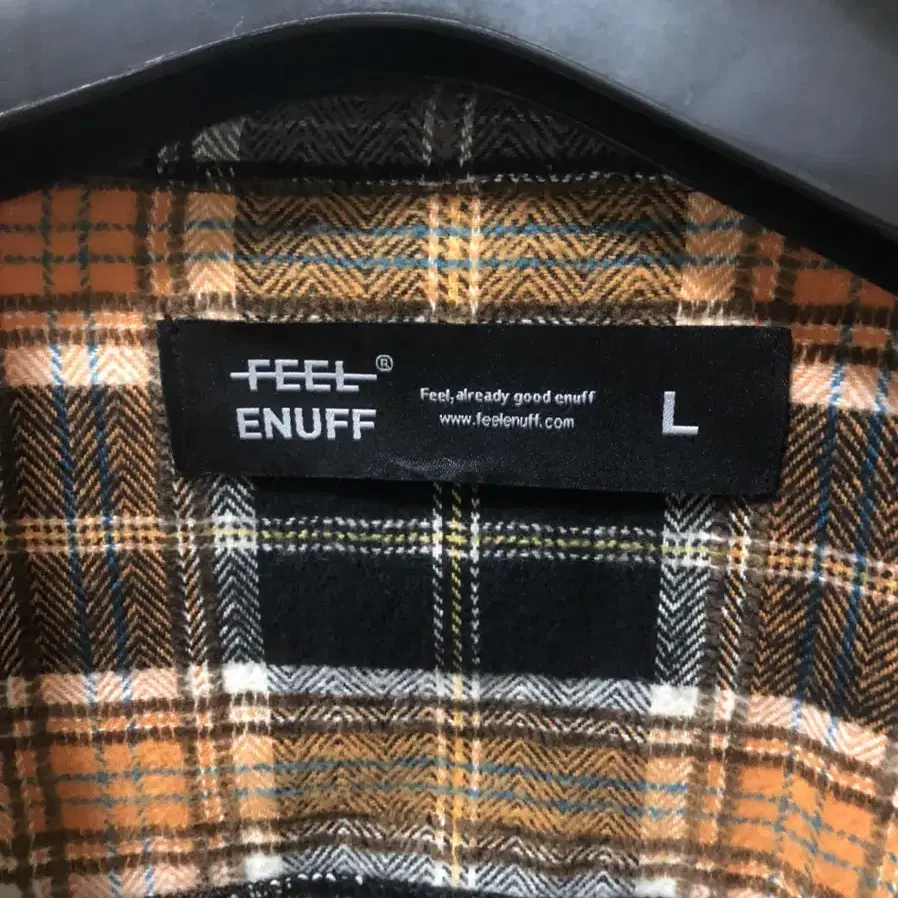 FEEL®
ENUFF
Feel, already good enuff
www.feelenuff.com
L